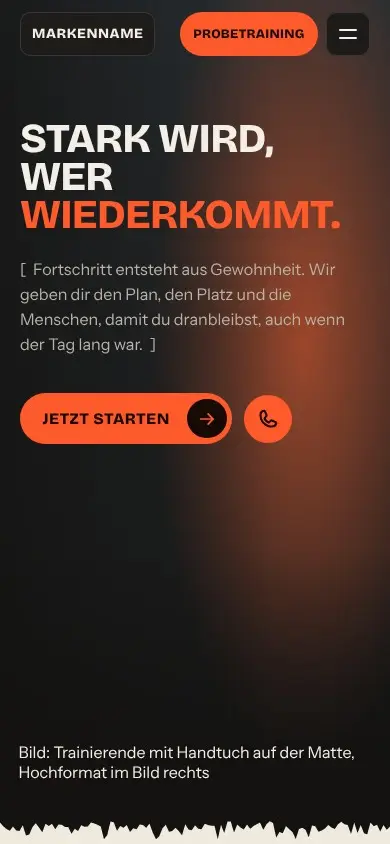 MARKENNAME
PROBETRAINING
STARK WIRD,
WER
WIEDERKOMMT.
[ Fortschritt entsteht aus Gewohnheit. Wir
geben dir den Plan, den Platz und die
Menschen, damit du dranbleibst, auch wenn
der Tag lang war. ]
JETZT STARTEN
Bild: Trainierende mit Handtuch auf der Matte,
Hochformat im Bild rechts